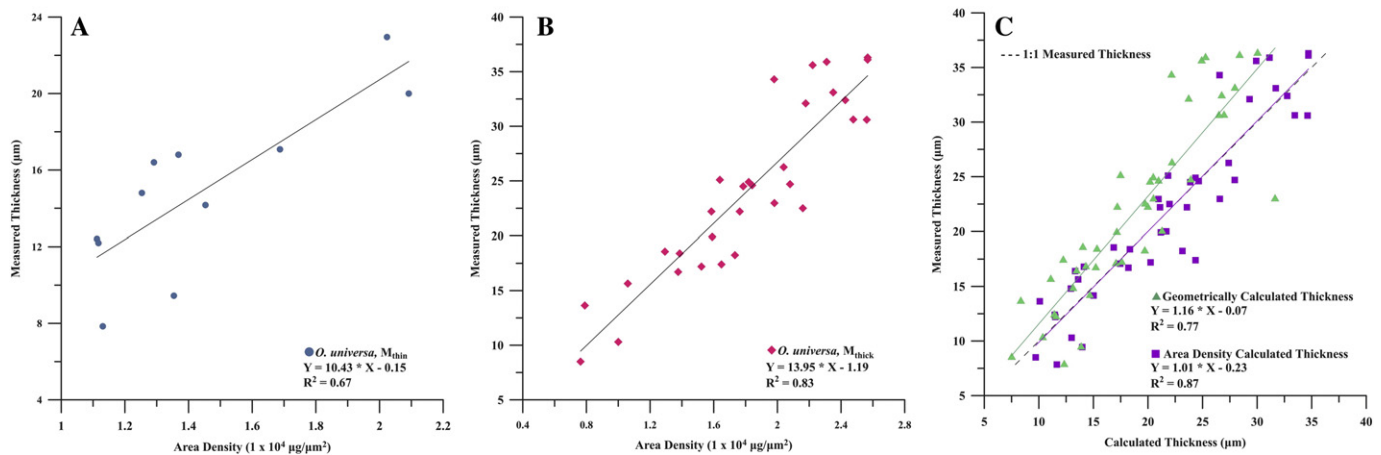 A
24
20
16
12
8
4
Measured Thickness (µm)
1
1.2
1.4
1.6
1.8
2
2.2
Area Density (1 x 10⁴ µg/µm²)
O. universa, Mthin
Y = 10.43 * X - 0.15
R² = 0.67
B
40
35
30
25
20
15
10
5
Measured Thickness (µm)
0.4
0.8
1.2
1.6
2
2.4
2.8
Area Density (1 x 10⁴ µg/µm²)
O. universa, Mthick
Y = 13.95 * X - 1.19
R² = 0.83
C
1:1 Measured Thickness
40
35
30
25
20
15
10
5
Measured Thickness (µm)
5
10
15
20
25
30
35
40
Calculated Thickness (µm)
Geometrically Calculated Thickness
Y = 1.16 * X - 0.07
R² = 0.77
Area Density Calculated Thickness
Y = 1.01 * X - 0.23
R² = 0.87